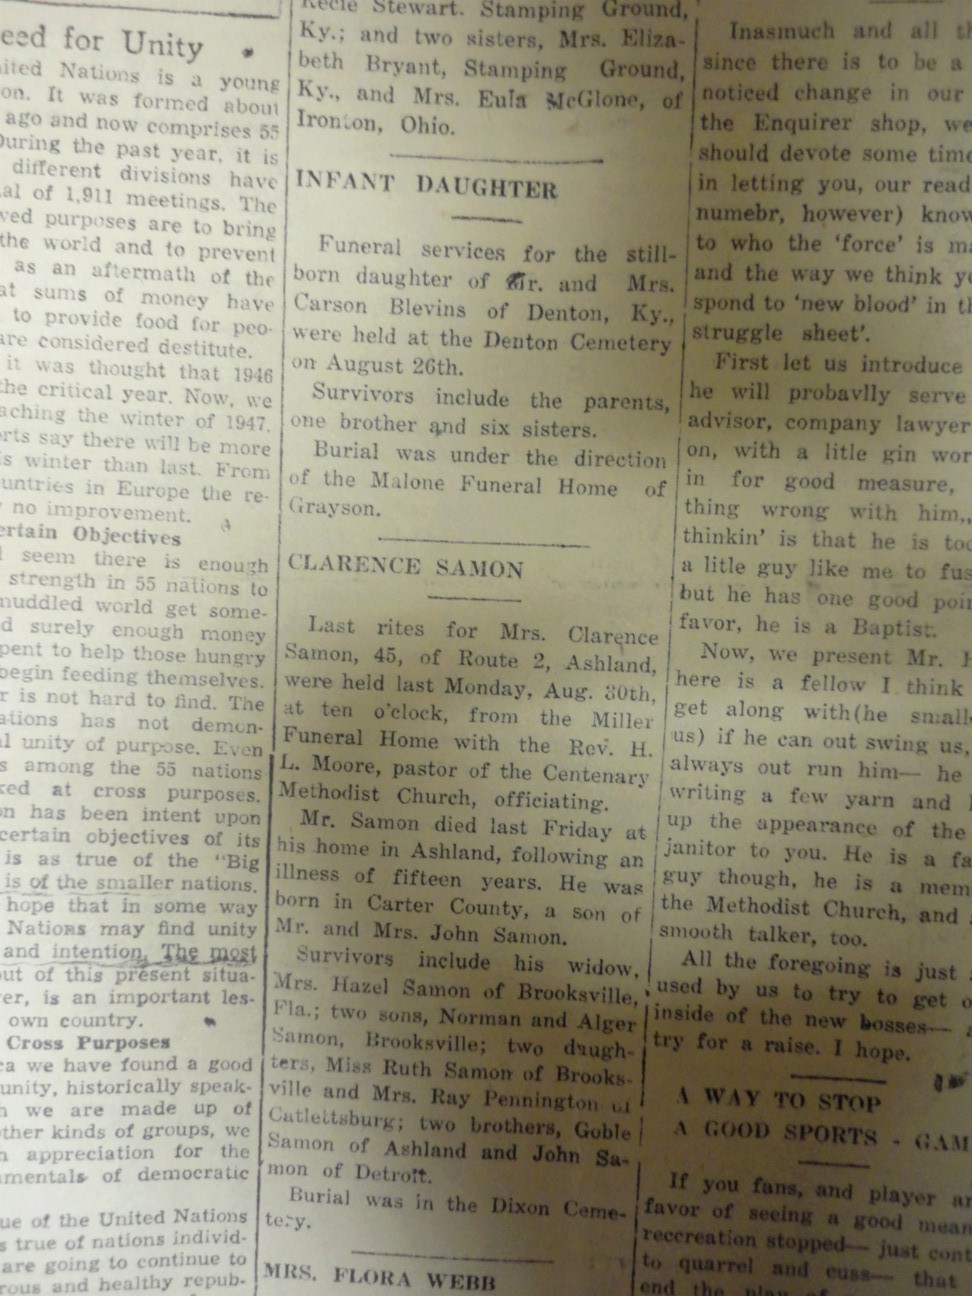 eed for Unity
ited Nations is a young
on. It was formed about
ago and now comprises 55
During the past year, it is
different divisions have
al of 1,911 meetings. The
ved purposes are to bring
the world and to prevent
as an aftermath of the
at sums of money have
to provide food for peo-
are considered destitute.
it was thought that 1946
the critical year. Now, we
aching the winter of 1947.
rts say there will be more
is winter than last. From
ountries in Europe the re-
no improvement.
ertain Objectives
seem there is enough
strength in 55 nations to
muddled world get some-
d surely enough money
pent to help those hungry
begin feeding themselves.
r is not hard to find. The
ations has not demon-
al unity of purpose. Even
s among the 55 nations
ked at cross purposes.
on has been intent upon
certain objectives of its
is as true of the "Big
is of the smaller nations.
hope that in some way
Nations may find unity
and intention. The most
out of this present situa-
er, is an important les-
own country.
Cross Purposes
ca we have found a good
unity, historically speak-
h we are made up of
ther kinds of groups, we
n appreciation for the
amentals of democratic
ue of the United Nations
s true of nations individ-
are going to continue to
rous and healthy repub-
Kecie Stewart. Stamping Ground,
Ky.; and two sisters, Mrs. Eliza-
beth Bryant, Stamping Ground,
Ky., and Mrs. Eula McGlone, of
Ironton, Ohio.
INFANT DAUGHTER
Funeral services for the still-
born daughter of Mr. and Mrs.
Carson Blevins of Denton, Ky.,
were held at the Denton Cemetery
on August 26th.
Survivors include the parents,
one brother and six sisters.
Burial was under the direction
of the Malone Funeral Home of
Grayson.
CLARENCE SAMON
Last rites for Mrs. Clarence
Samon, 45, of Route 2, Ashland,
were held last Monday, Aug. 30th,
at ten o'clock, from the Miller
Funeral Home with the Rev. H.
L. Moore, pastor of the Centenary
Methodist Church, officiating.
Mr. Samon died last Friday at
his home in Ashland, following an
illness of fifteen years. He was
born in Carter County, a son of
Mr. and Mrs. John Samon.
Survivors include his widow,
Mrs. Hazel Samon of Brooksville,
Fla.; two sons, Norman and Alger
Samon, Brooksville; two daugh-
ters, Miss Ruth Samon of Brooks-
ville and Mrs. Ray Pennington of
Catlettsburg; two brothers, Goble
Samon of Ashland and John Sa-
mon of Detroit.
Burial was in the Dixon Ceme-
tery.
MRS. FLORA WEBB
Inasmuch and all th
since there is to be a
noticed change in our
the Enquirer shop, we
should devote some time
in letting you, our read
numebr, however) know
to who the 'force' is ma
and the way we think yo
spond to 'new blood' in th
struggle sheet'.
First let us introduce
he will probavlly serve
advisor, company lawyer
on, with a litle gin wor
in for good measure,
thing wrong with him,,
thinkin' is that he is too
a litle guy like me to fus
but he has one good poin
favor, he is a Baptist.
Now, we present Mr. H
here is a fellow I think
get along with(he small
us) if he can out swing us,
always out run him— he
writing a few yarn and
up the appearance of the
janitor to you. He is a fa
guy though, he is a mem
the Methodist Church, and
smooth talker, too.
All the foregoing is just
used by us to try to get o
inside of the new bosses— a
try for a raise. I hope.
A WAY TO STOP
A GOOD SPORTS - GAM
If you fans, and player ar
favor of seeing a good mean
reccreation stopped— just cont
to quarrel and cuss— that
end the play of